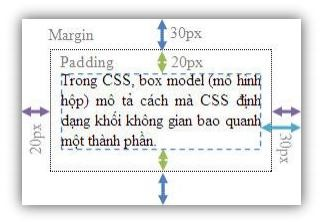 Margin
30px
Padding
20px
Trong CSS, box model (mô hình
hộp) mô tả cách mà CSS định
dạng khối không gian bao quanh
một thành phần.
20px
30px